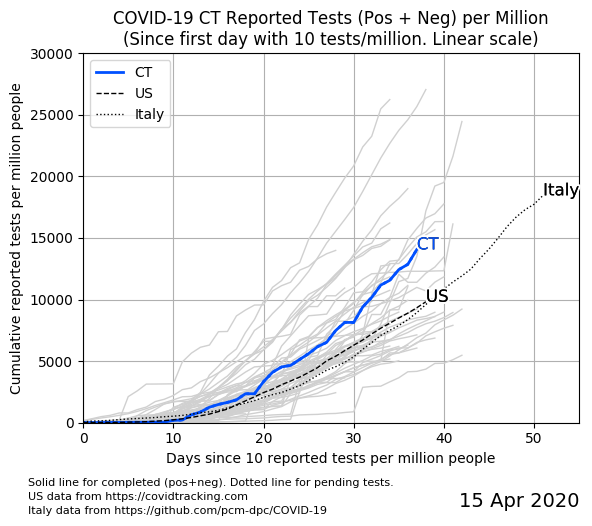 COVID-19 CT Reported Tests (Pos + Neg) per Million
(Since first day with 10 tests/million. Linear scale)
Cumulative reported tests per million people
30000
25000
20000
15000
10000
5000
0
CT
US
Italy
Italy
CT
US
0 10 20 30 40 50
Days since 10 reported tests per million people
Solid line for completed (pos+neg). Dotted line for pending tests.
US data from https://covidtracking.com
Italy data from https://github.com/pcm-dpc/COVID-19
15 Apr 2020